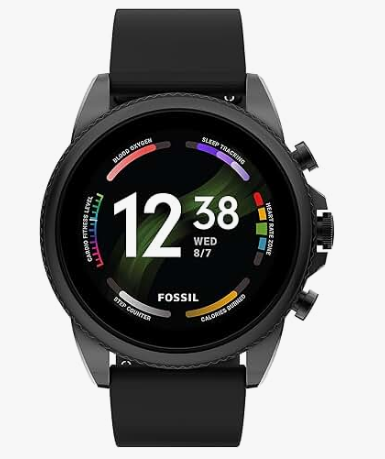 BLOOD OXYGEN
SLEEP TRACKING
CARDIO FITNESS LEVEL
12 38
WED
8/7
HEART RATE ZONE
FOSSIL
STEP COUNTER
CALORIES BURNED